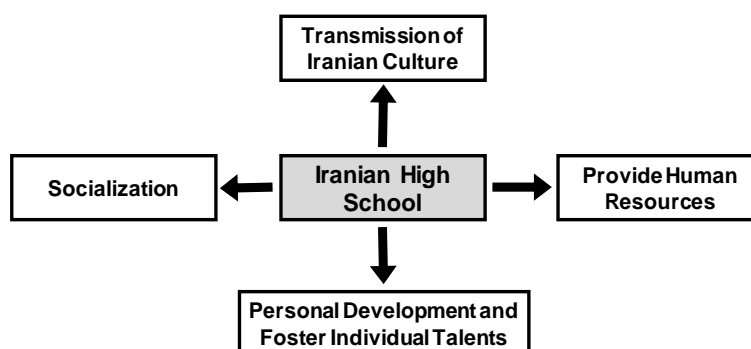 Transmission of
Iranian Culture
Socialization
Iranian High
School
Provide Human
Resources
Personal Development and
Foster Individual Talents